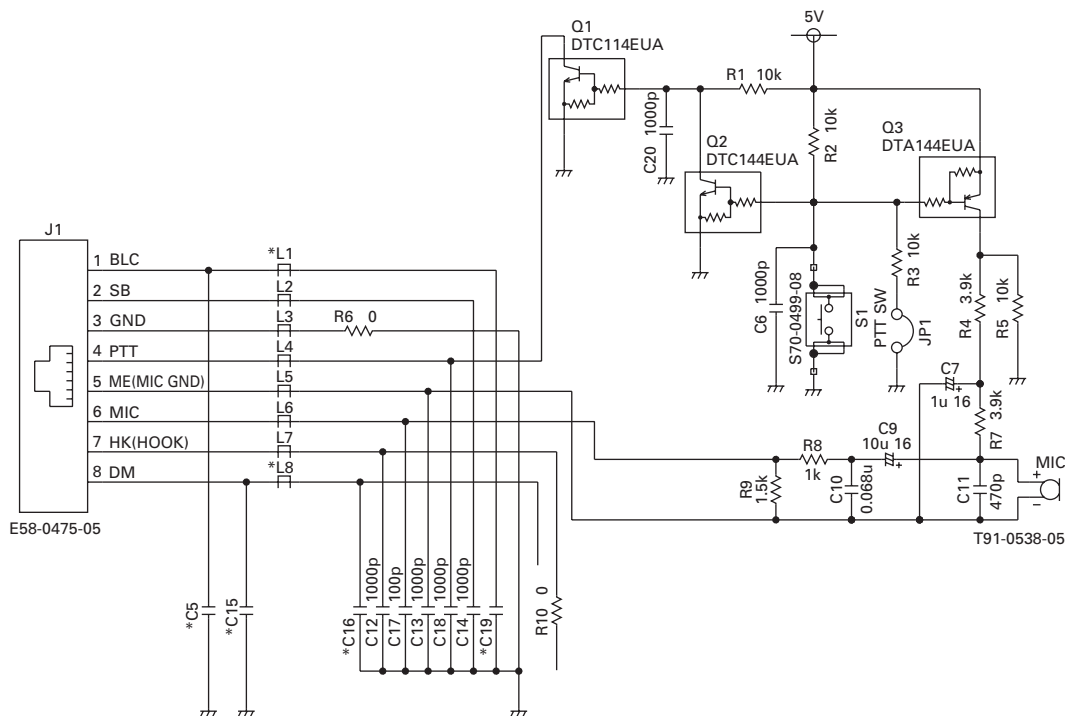 Q1
DTC114EUA
5V
R1 10k
C20 1000p
R2 10k
Q2
DTC144EUA
Q3
DTA144EUA
J1
1 BLC
2 SB
3 GND
4 PTT
5 ME(MIC GND)
6 MIC
7 HK(HOOK)
8 DM
E58-0475-05
*L1
L2
L3
L4
L5
L6
L7
*L8
R6 0
C6 1000p
S70-0499-08
S1
PTT SW
R3 10k
JP1
R4 3.9k
R5 10k
C7
1u 16
+
R7 3.9k
C9
10u 16
+
R8
1k
R9
1.5k
C10
0.068u
C11
470p
MIC
+
−
T91-0538-05
*C5
*C15
*C16
C12 1000p
C17 100p
C13 1000p
C18 1000p
C14 1000p
*C19
R10 0